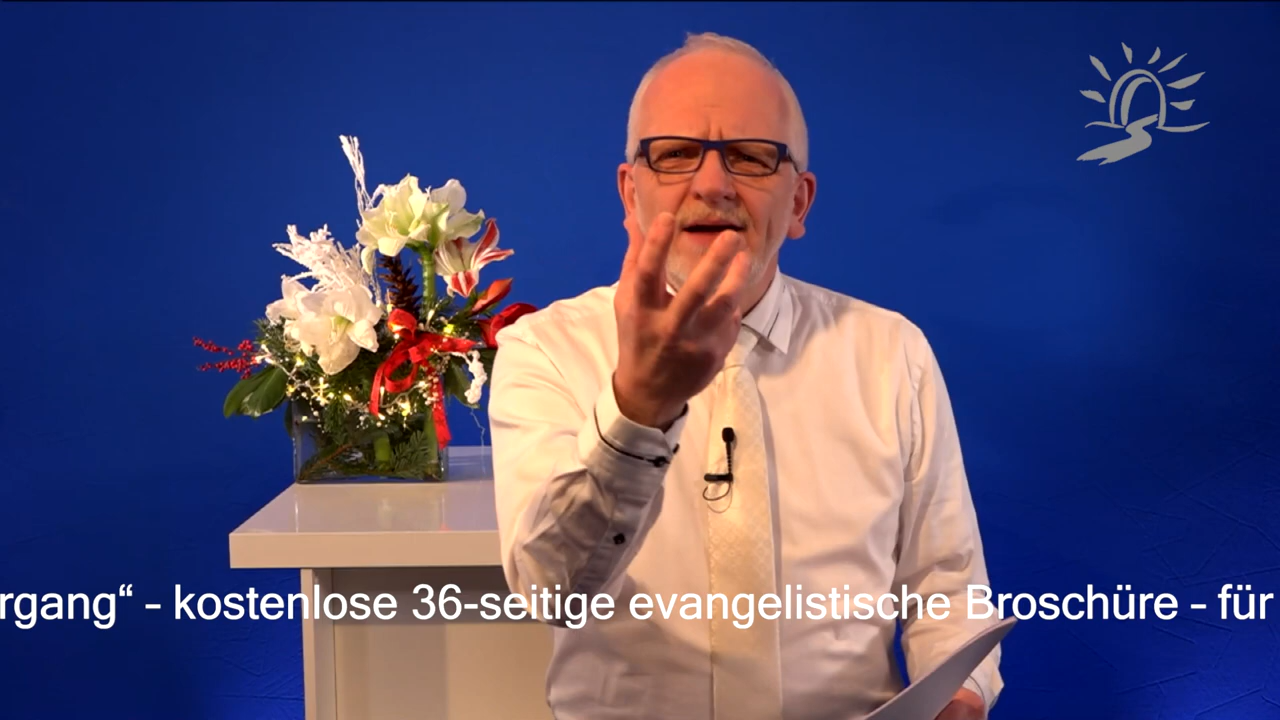 rgang“ – kostenlose 36-seitige evangelistische Broschüre – für